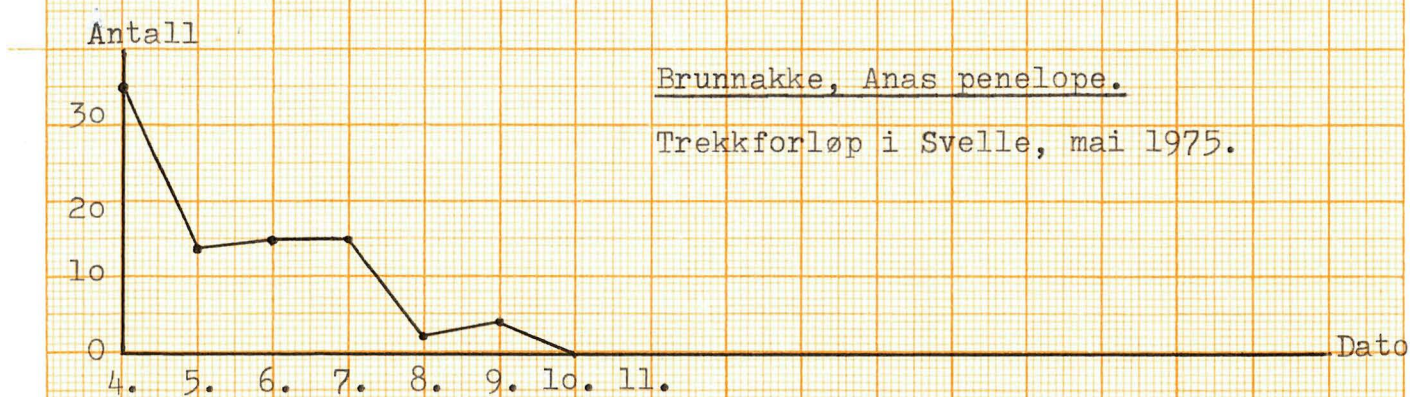 Antall
Brunnakke, Anas penelope.
30
Trekkforløp i Svelle, mai 1975.
20
10
0
Dato
4. 5. 6. 7. 8. 9. 10. 11.